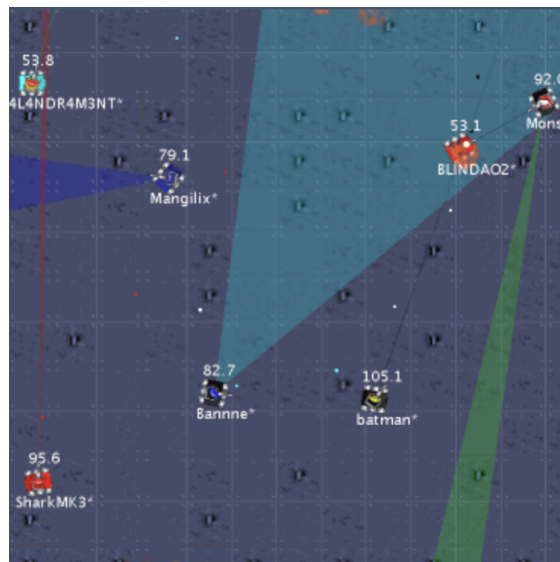 53.8
4L4NDR4M3NT*
92.0
Mons
53.1
BLINDAO2*
79.1
Mangilix*
82.7
Bannne*
105.1
batman*
95.6
SharkMK3*